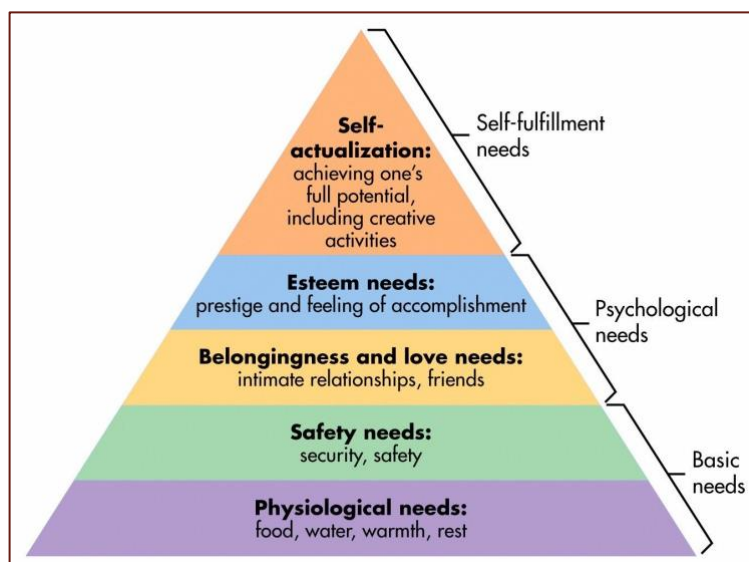 Self-
actualization:
achieving one's
full potential,
including creative
activities
Self-fulfillment
needs
Esteem needs:
prestige and feeling of accomplishment
Belongingness and love needs:
intimate relationships, friends
Psychological
needs
Safety needs:
security, safety
Physiological needs:
food, water, warmth, rest
Basic
needs